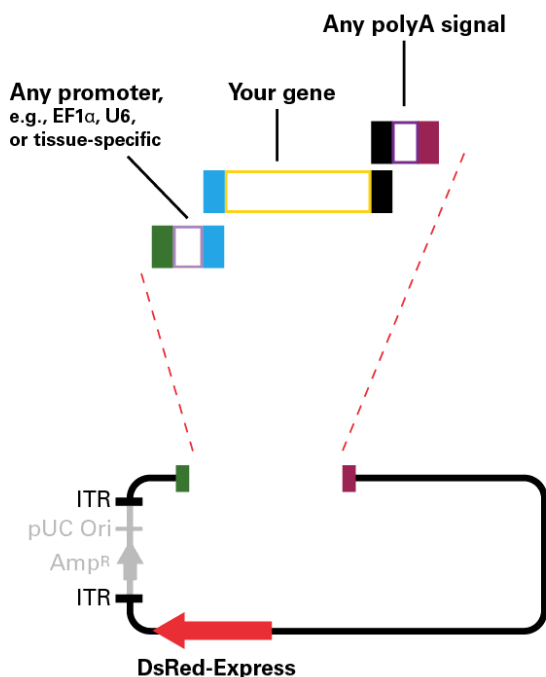 Any polyA signal
Any promoter,
e.g., EF1α, U6,
or tissue-specific
Your gene
ITR
pUC Ori
Ampᴿ
ITR
DsRed-Express